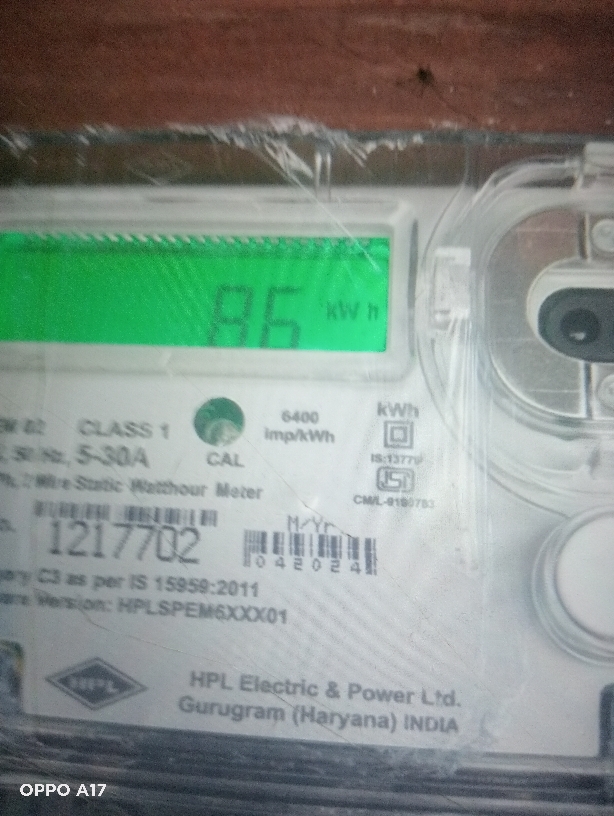 86 kWh
CLASS 1
6400
imp/kWh
kWh
5-30A
CAL
IS:13779
Wire Static Watthour Meter
CM/L-9180783
1217702
M/Yr
042024
C3 as per IS 15959:2011
Version: HPLSPEM6XXX01
HPL
HPL Electric & Power Ltd.
Gurugram (Haryana) INDIA
OPPO A17